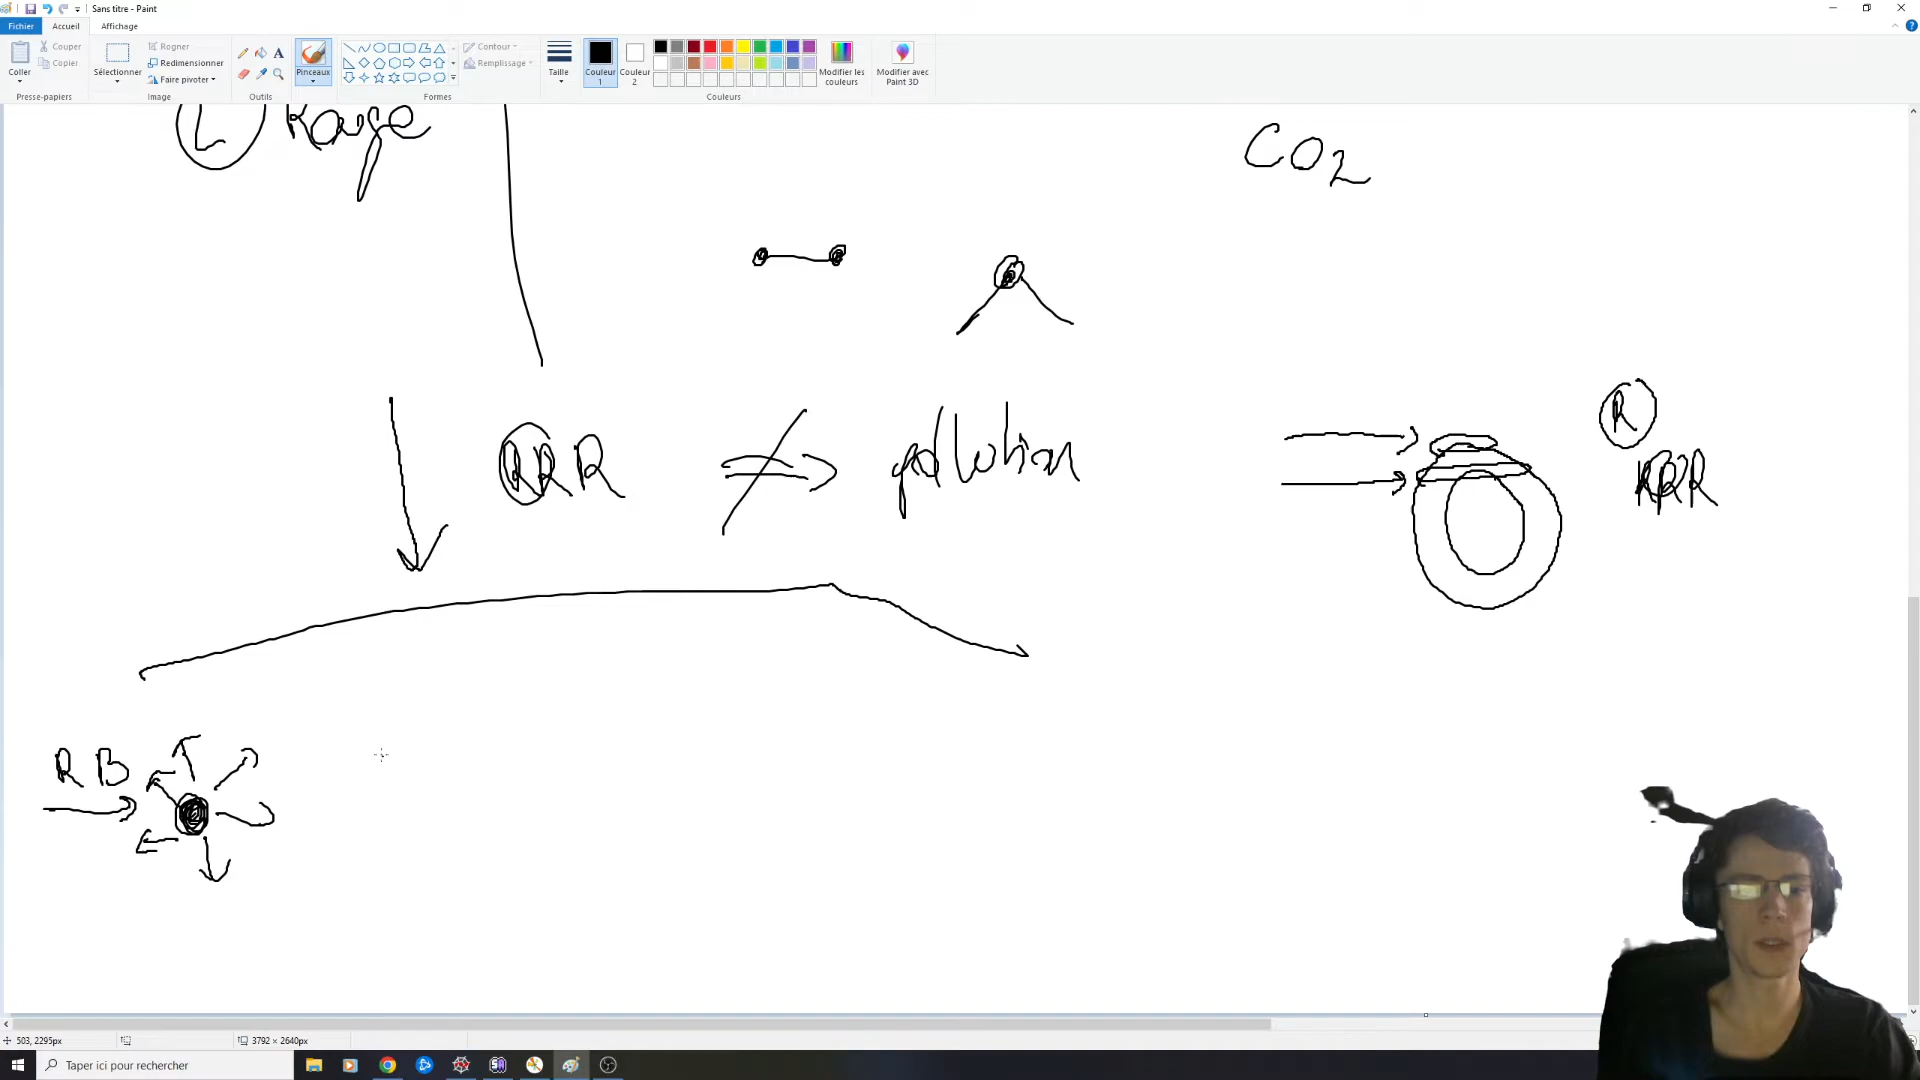 Sans titre - Paint
Fichier
Accueil
Affichage
Coller
Couper
Copier
Presse-papiers
Sélectionner
Rogner
Redimensionner
Faire pivoter
Image
A
Outils
Pinceaux
Contour
Remplissage
Formes
Taille
Couleur 1
Couleur 2
Modifier les couleurs
Modifier avec Paint 3D
Couleurs
L Rouge
CO2
RRR
pollution
R
R B
503, 2295px
3792 × 2640px
Taper ici pour rechercher